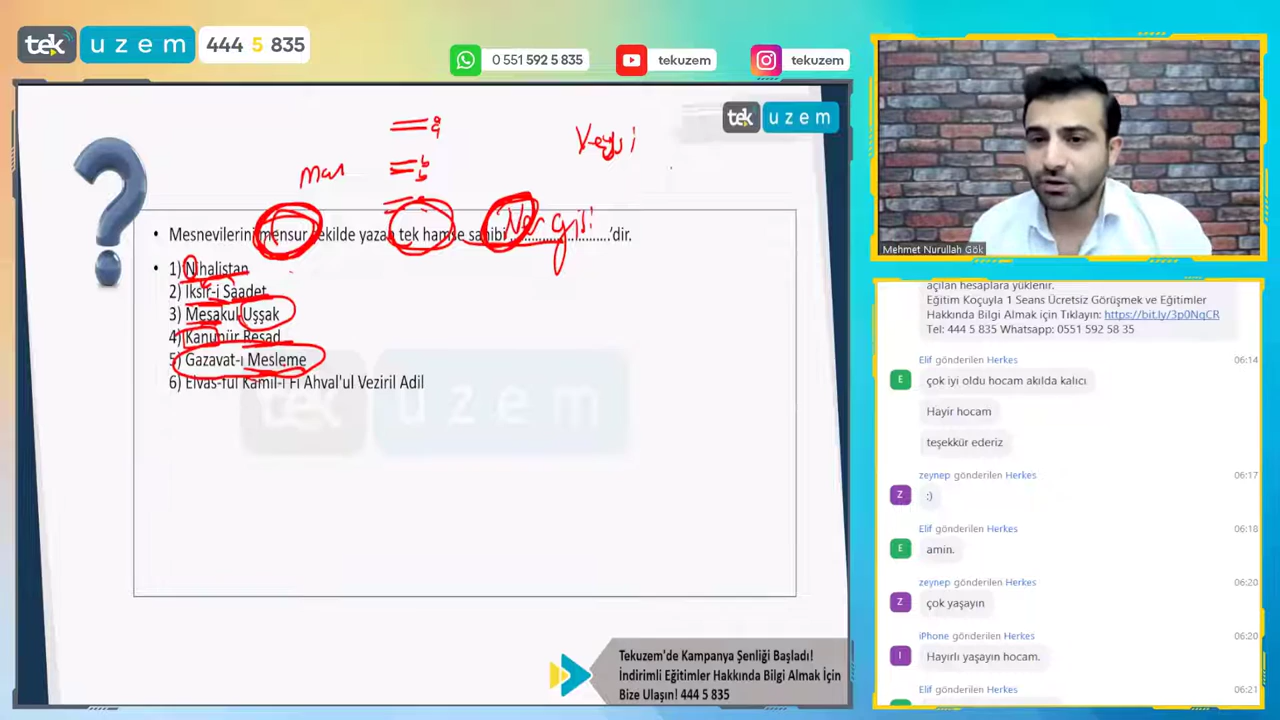 tek uzem 444 5 835
0 551 592 5 835
tekuzem
tekuzem
tek uzem
Veysi
a
a
b
b
Nergisi
• Mesnevilerini mensur şekilde yazan tek hamse sahibi ..........................'dir.
• 1) Nihalistan
2) İksir-i Saadet
3) Meşakul Uşşak
4) Kanunür Reşad
5) Gazavat-ı Mesleme
6) Elvas-fül Kamil-i Fi Ahval'ul Veziril Adil
tek uzem
Tekuzem'de Kampanya Şenliği Başladı!
İndirimli Eğitimler Hakkında Bilgi Almak İçin
Bize Ulaşın! 444 5 835
Mehmet Nurullah Gök
açılan hesaplara yüklenir.
Eğitim Koçuyla 1 Seans Ücretsiz Görüşmek ve Eğitimler
Hakkında Bilgi Almak için Tıklayın: https://bit.ly/3p0NqCR
Tel: 444 5 835 Whatsapp: 0551 592 58 35
Elif gönderilen Herkes 06:14
E çok iyi oldu hocam akılda kalıcı
Hayir hocam
teşekkür ederiz
zeynep gönderilen Herkes 06:17
Z :)
Elif gönderilen Herkes 06:18
E amin.
zeynep gönderilen Herkes 06:20
Z çok yaşayın
iPhone gönderilen Herkes 06:20
I Hayırlı yaşayın hocam.
Elif gönderilen Herkes 06:21